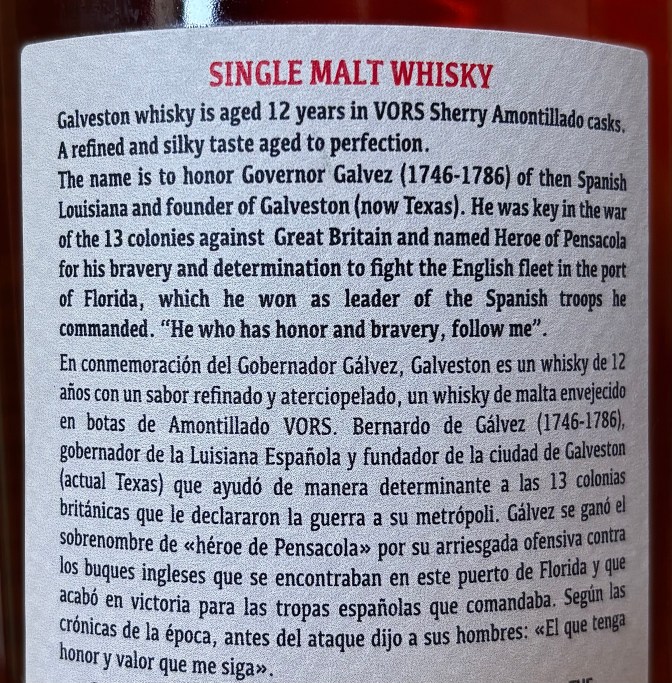 SINGLE MALT WHISKY
Galveston whisky is aged 12 years in VORS Sherry Amontillado casks.
A refined and silky taste aged to perfection.
The name is to honor Governor Galvez (1746-1786) of then Spanish
Louisiana and founder of Galveston (now Texas). He was key in the war
of the 13 colonies against Great Britain and named Heroe of Pensacola
for his bravery and determination to fight the English fleet in the port
of Florida, which he won as leader of the Spanish troops he
commanded. “He who has honor and bravery, follow me”.
En conmemoración del Gobernador Gálvez, Galveston es un whisky de 12
años con un sabor refinado y aterciopelado, un whisky de malta envejecido
en botas de Amontillado VORS. Bernardo de Gálvez (1746-1786),
gobernador de la Luisiana Española y fundador de la ciudad de Galveston
(actual Texas) que ayudó de manera determinante a las 13 colonias
británicas que le declararon la guerra a su metrópoli. Gálvez se ganó el
sobrenombre de «héroe de Pensacola» por su arriesgada ofensiva contra
los buques ingleses que se encontraban en este puerto de Florida y que
acabó en victoria para las tropas españolas que comandaba. Según las
crónicas de la época, antes del ataque dijo a sus hombres: «El que tenga
honor y valor que me siga».